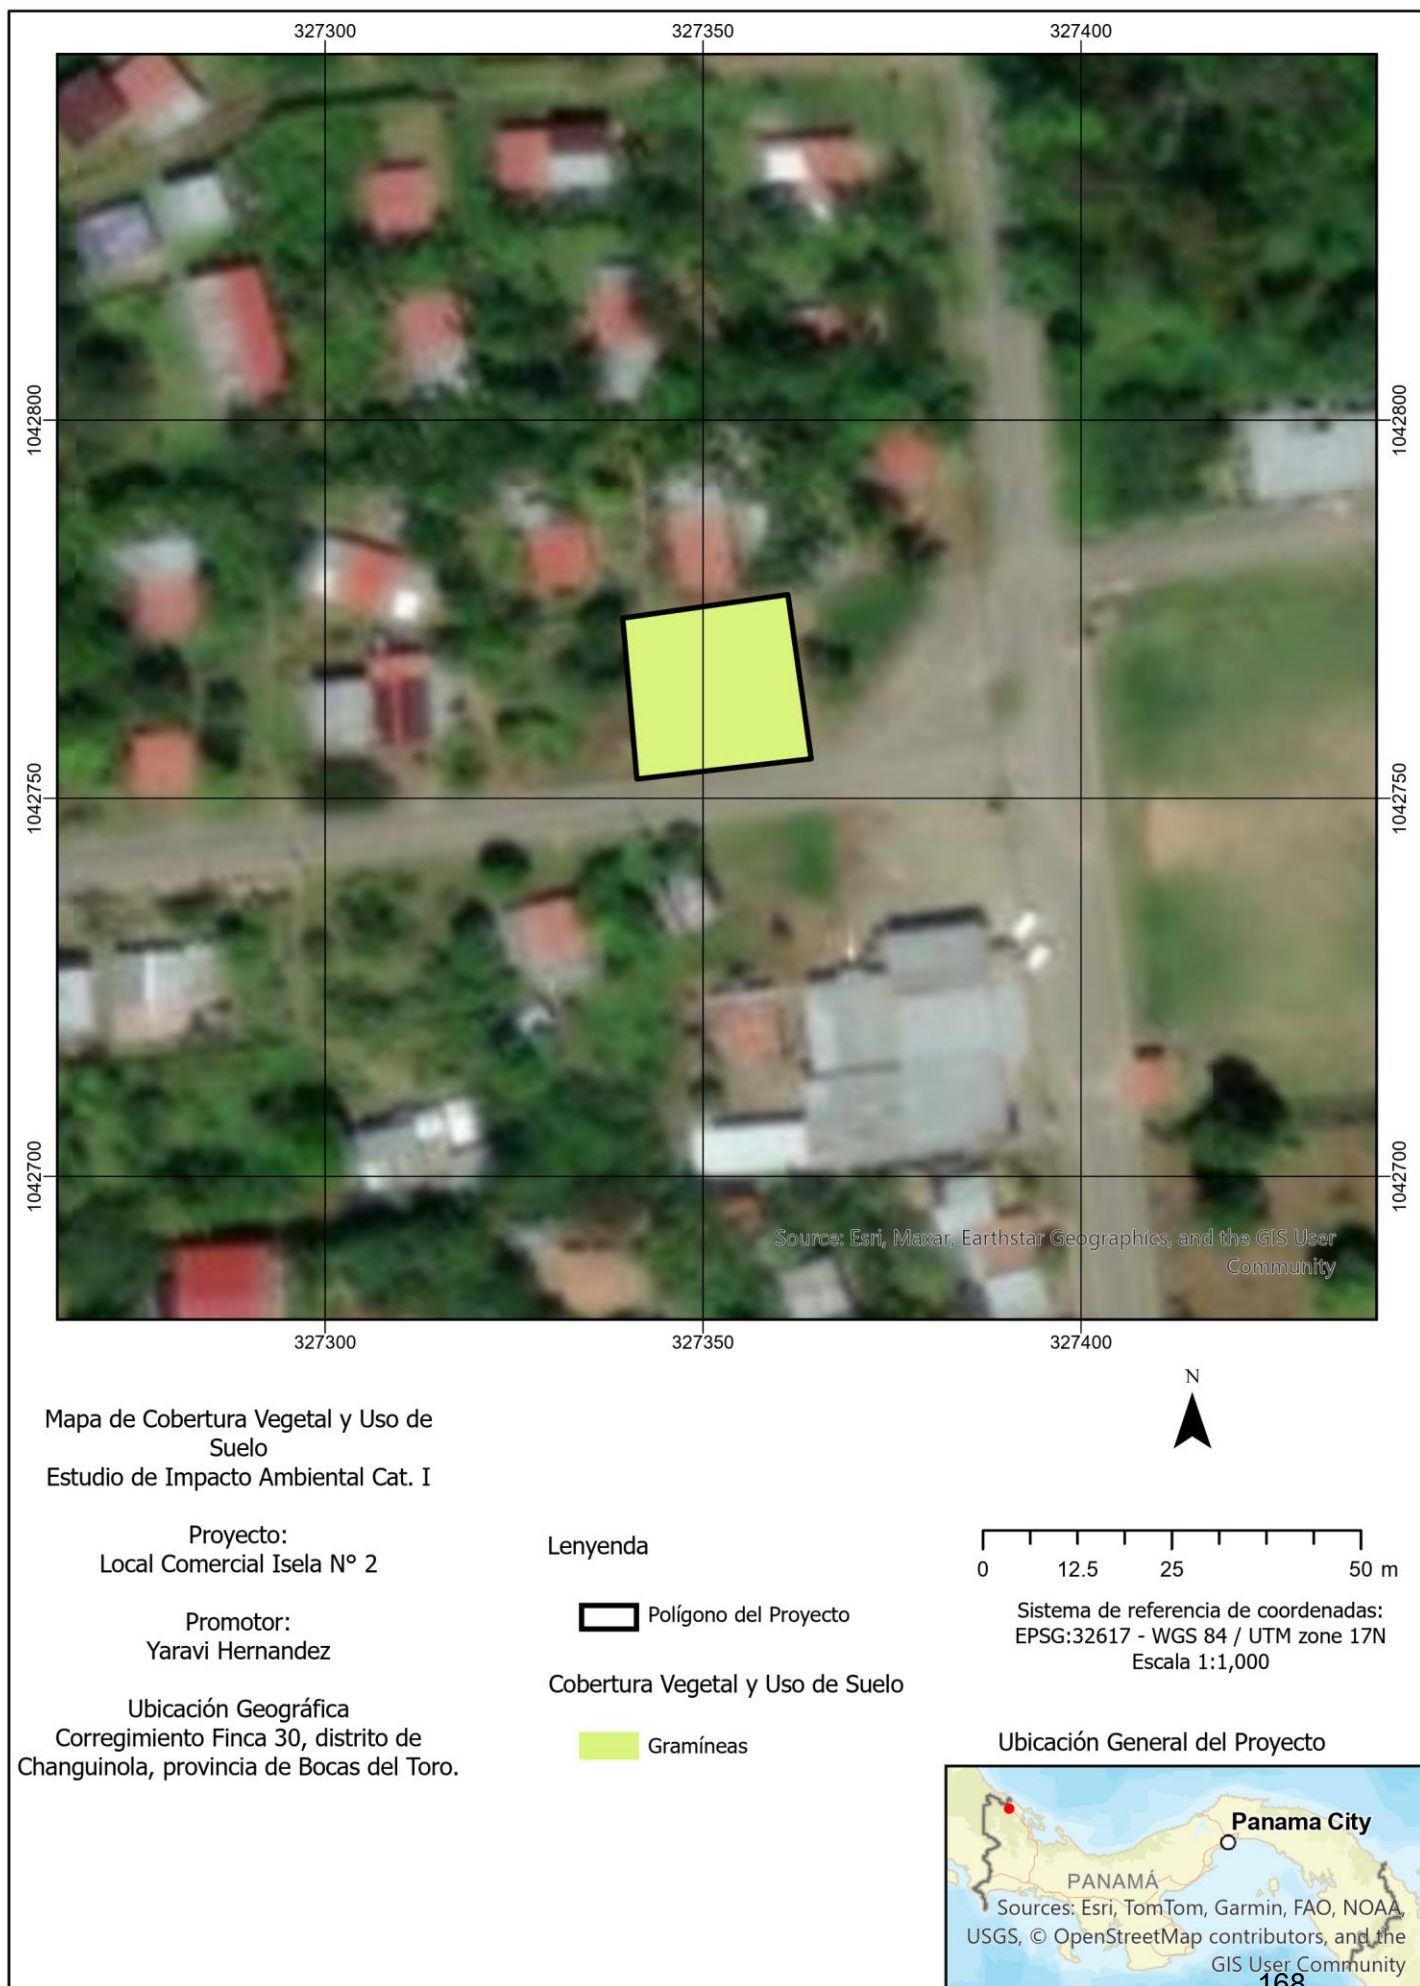 327300
327350
327400
1042800
1042800
1042750
1042750
1042700
1042700
Source: Esri, Maxar, Earthstar Geographics, and the GIS User
Community
327300
327350
327400
N
Mapa de Cobertura Vegetal y Uso de
Suelo
Estudio de Impacto Ambiental Cat. I
Proyecto:
Local Comercial Isela N° 2
Promotor:
Yaravi Hernandez
Ubicación Geográfica
Corregimiento Finca 30, distrito de
Changuinola, provincia de Bocas del Toro.
Lenyenda
Polígono del Proyecto
Cobertura Vegetal y Uso de Suelo
Gramíneas
0 12.5 25 50 m
Sistema de referencia de coordenadas:
EPSG:32617 - WGS 84 / UTM zone 17N
Escala 1:1,000
Ubicación General del Proyecto
Panama City
PANAMÁ
Sources: Esri, TomTom, Garmin, FAO, NOAA,
USGS, © OpenStreetMap contributors, and the
GIS User Community
168